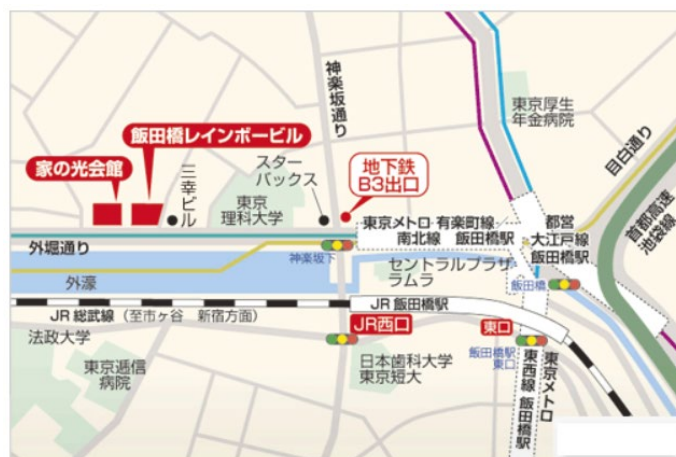 神楽坂通り
東京厚生
年金病院
目白通り
首都高速
池袋線
飯田橋レインボービル
家の光会館
三幸ビル
スター
バックス
地下鉄
B3出口
東京
理科大学
外堀通り
神楽坂下
東京メトロ 有楽町線
南北線 飯田橋駅
都営
大江戸線
飯田橋駅
外濠
セントラルプラザ
ラムラ
飯田橋
JR 飯田橋駅
JR 総武線（至市ヶ谷 新宿方面）
JR西口
東口
法政大学
東京逓信
病院
日本歯科大学
東京短大
飯田橋駅
東口
東京メトロ
東西線 飯田橋駅